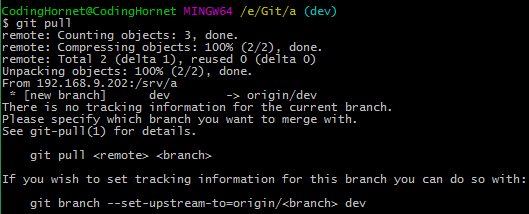 CodingHornet@CodingHornet MINGW64 /e/Git/a (dev)
$ git pull
remote: Counting objects: 3, done.
remote: Compressing objects: 100% (2/2), done.
remote: Total 2 (delta 1), reused 0 (delta 0)
Unpacking objects: 100% (2/2), done.
From 192.168.9.202:/srv/a
 * [new branch]      dev        -> origin/dev
There is no tracking information for the current branch.
Please specify which branch you want to merge with.
See git-pull(1) for details.

    git pull <remote> <branch>

If you wish to set tracking information for this branch you can do so with:

    git branch --set-upstream-to=origin/<branch> dev